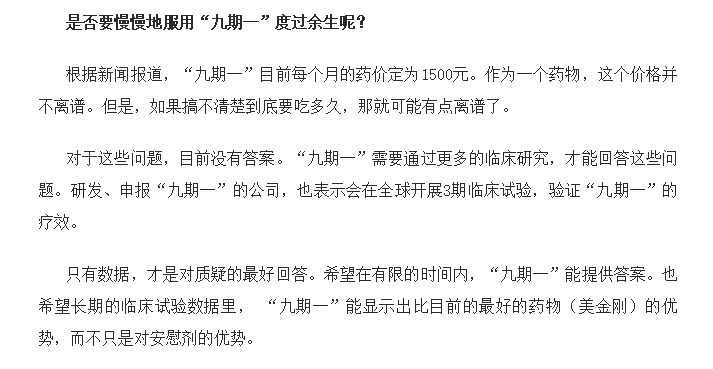 是否要慢慢地服用“九期一”度过余生呢？
根据新闻报道，“九期一”目前每个月的药价定为1500元。作为一个药物，这个价格并
不离谱。但是，如果搞不清楚到底要吃多久，那就可能有点离谱了。
对于这些问题，目前没有答案。“九期一”需要通过更多的临床研究，才能回答这些问
题。研发、申报“九期一”的公司，也表示会在全球开展3期临床试验，验证“九期一”的
疗效。
只有数据，才是对质疑的最好回答。希望在有限的时间内，“九期一”能提供答案。也
希望长期的临床试验数据里， “九期一”能显示出比目前的最好的药物（美金刚）的优
势，而不只是对安慰剂的优势。